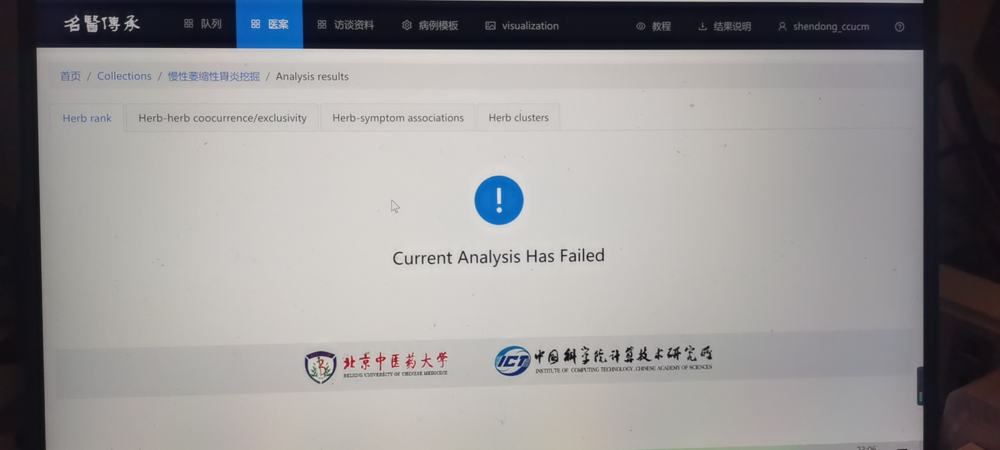 名醫傳承 队列 医案 访谈资料 病例模板 visualization 教程 结果说明 shendong_ccucm
首页 / Collections / 慢性萎缩性胃炎挖掘 / Analysis results
Herb rank Herb-herb coocurrence/exclusivity Herb-symptom associations Herb clusters
Current Analysis Has Failed
北京中医药大学
BEIJING UNIVERSITY OF CHINESE MEDICINE
ICT 中国科学院计算技术研究所
INSTITUTE OF COMPUTING TECHNOLOGY, CHINESE ACADEMY OF SCIENCES
23:06